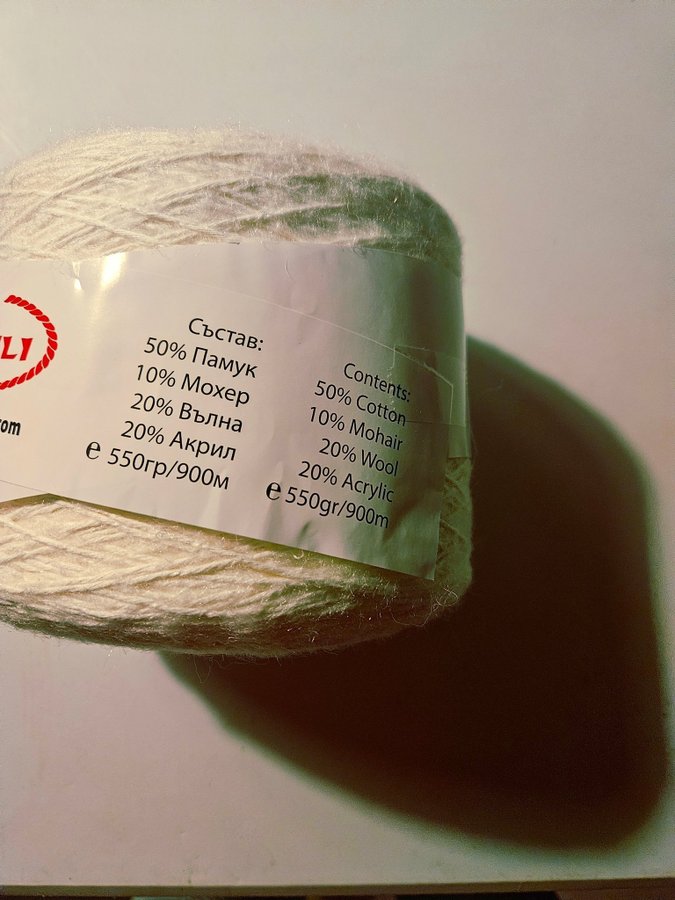 Състав:
50% Памук
10% Мохер
20% Вълна
20% Акрил
℮ 550гр/900м
Contents:
50% Cotton
10% Mohair
20% Wool
20% Acrylic
℮ 550gr/900m